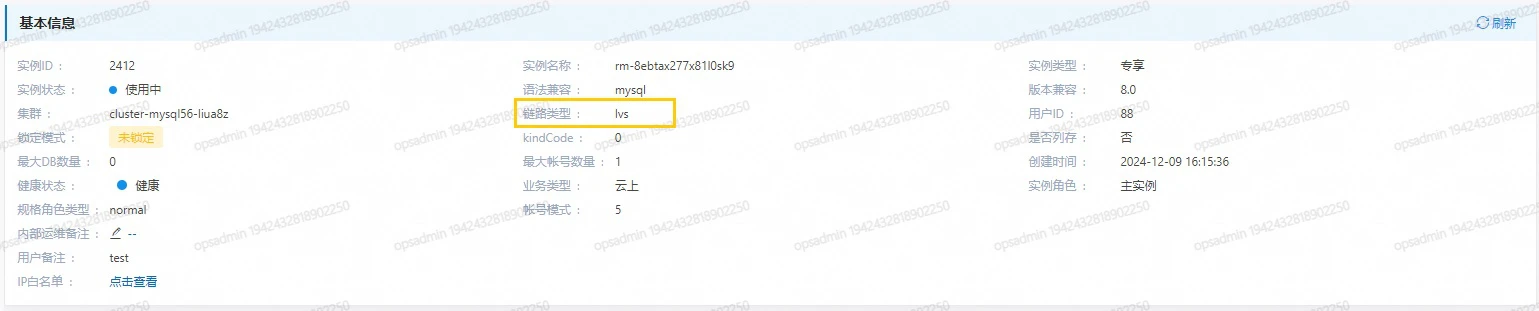 基本信息
刷新
实例ID： 2412 实例名称： rm-8ebtax277x81l0sk9 实例类型： 专享
实例状态： 使用中 语法兼容： mysql 版本兼容： 8.0
集群： cluster-mysql56-liua8z 链路类型： lvs 用户ID： 88
锁定模式： 未锁定 kindCode： 0 是否列存： 否
最大DB数量： 0 最大帐号数量： 1 创建时间： 2024-12-09 16:15:36
健康状态： 健康 业务类型： 云上 实例角色： 主实例
规格角色类型： normal 帐号模式： 5
内部运维备注： --
用户备注： test
IP白名单： 点击查看
opsadmin 1942432818902250